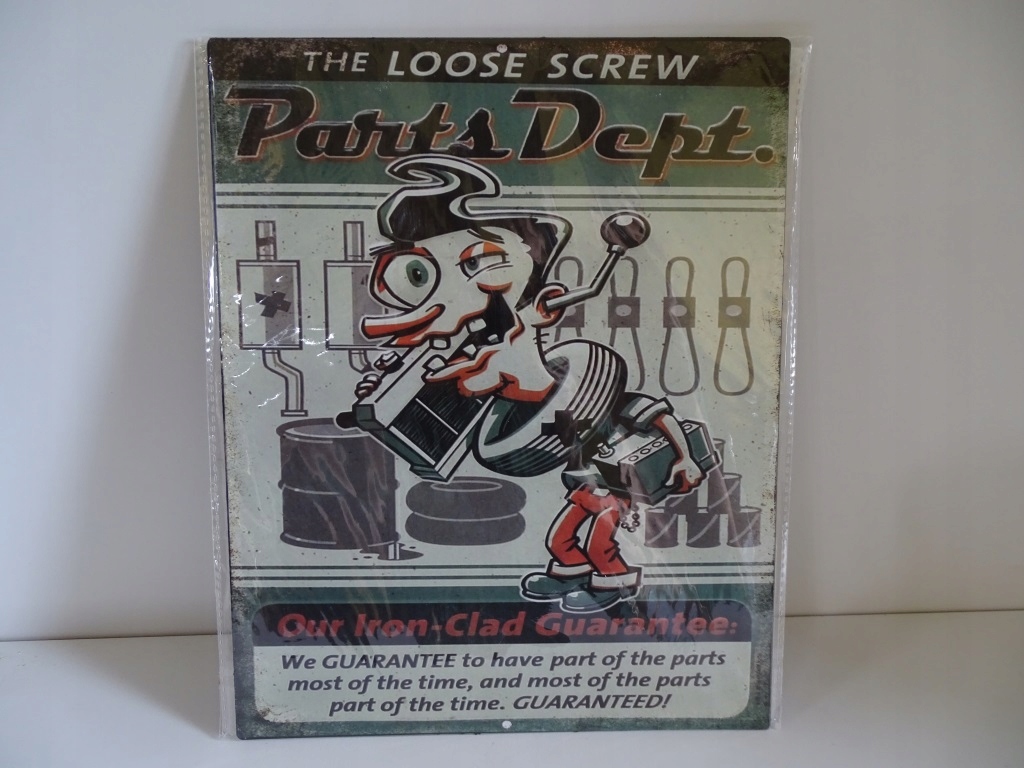 THE LOOSE SCREW
Parts Dept.
Our Iron-Clad Guarantee:
We GUARANTEE to have part of the parts
most of the time, and most of the parts
part of the time. GUARANTEED!